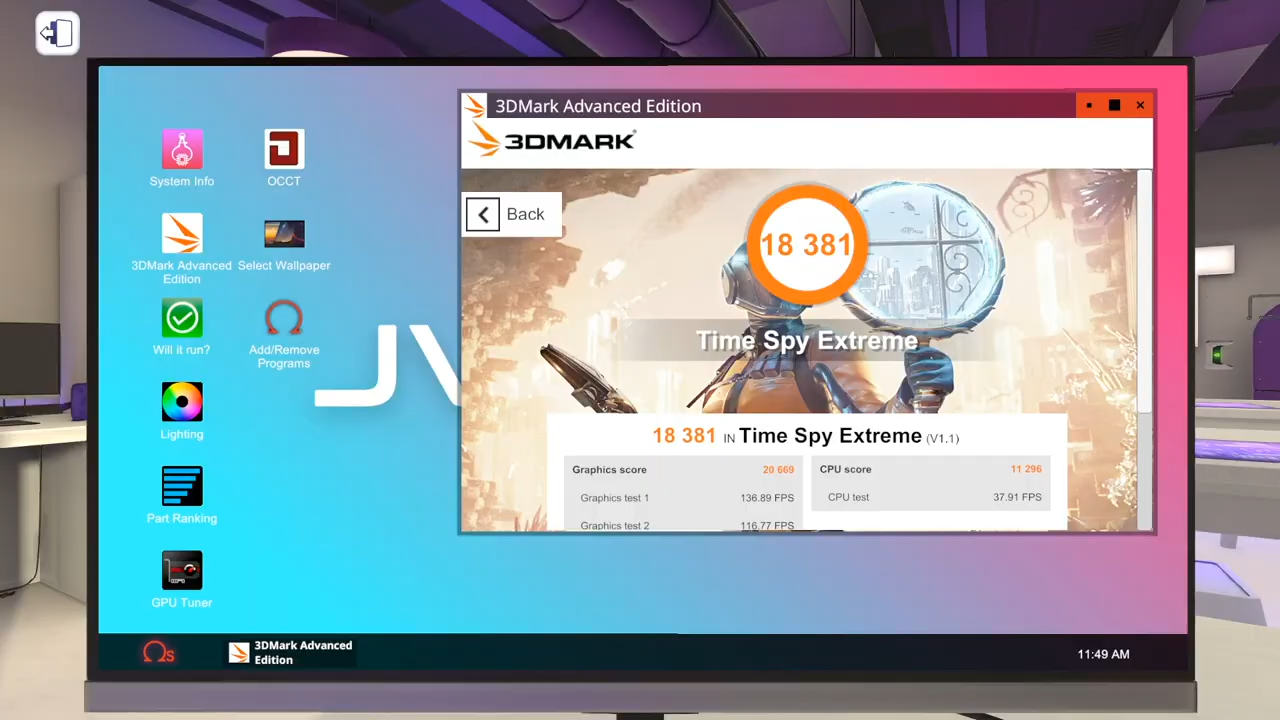 3DMark Advanced Edition
3DMARK
System Info
OCCT
Back
18 381
3DMark Advanced
Edition
Select Wallpaper
Time Spy Extreme
Will it run?
Add/Remove
Programs
JV
Lighting
18 381 IN Time Spy Extreme (V1.1)
Graphics score 20 669
Graphics test 1 136.89 FPS
Graphics test 2 116.77 FPS
CPU score 11 296
CPU test 37.91 FPS
Part Ranking
GPU Tuner
Ωs
3DMark Advanced
Edition
11:49 AM